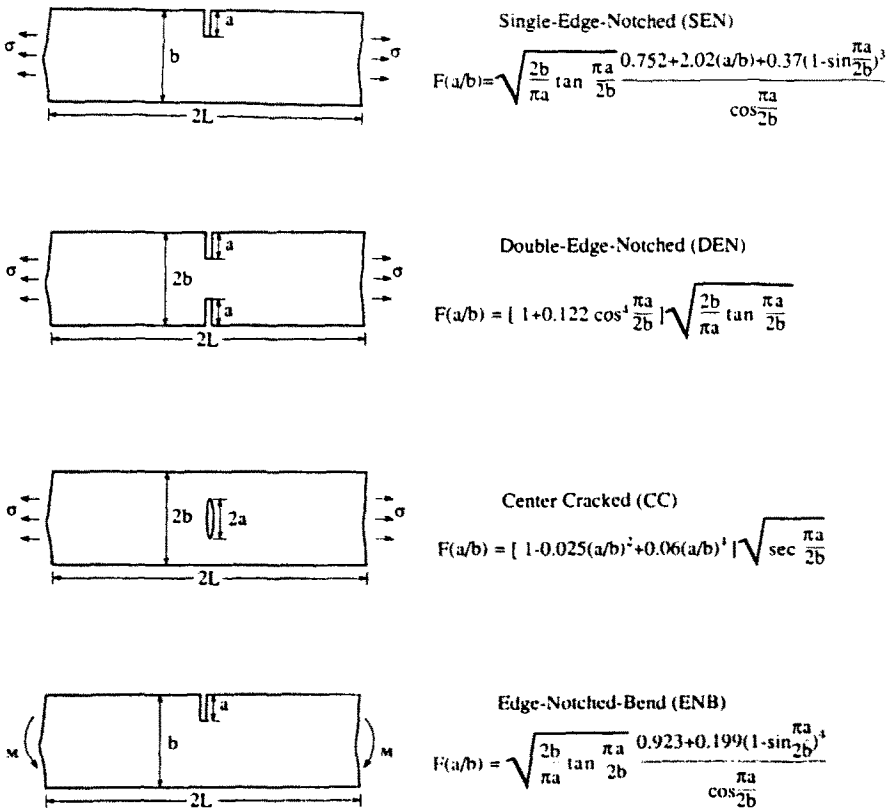 Single-Edge-Notched (SEN)
a
σ
b
σ
2L
F(a/b)=√(2b/πa tan πa/2b) 0.752+2.02(a/b)+0.37(1-sin πa/2b)³ / cos πa/2b
Double-Edge-Notched (DEN)
a
σ
2b
σ
a
2L
F(a/b) = [ 1+0.122 cos⁴ πa/2b ] √(2b/πa tan πa/2b)
Center Cracked (CC)
σ
2b
2a
σ
2L
F(a/b) = [ 1-0.025(a/b)²+0.06(a/b)⁴ ] √(sec πa/2b)
Edge-Notched-Bend (ENB)
a
M
b
M
2L
F(a/b) = √(2b/πa tan πa/2b) 0.923+0.199(1-sin πa/2b)⁴ / cos πa/2b